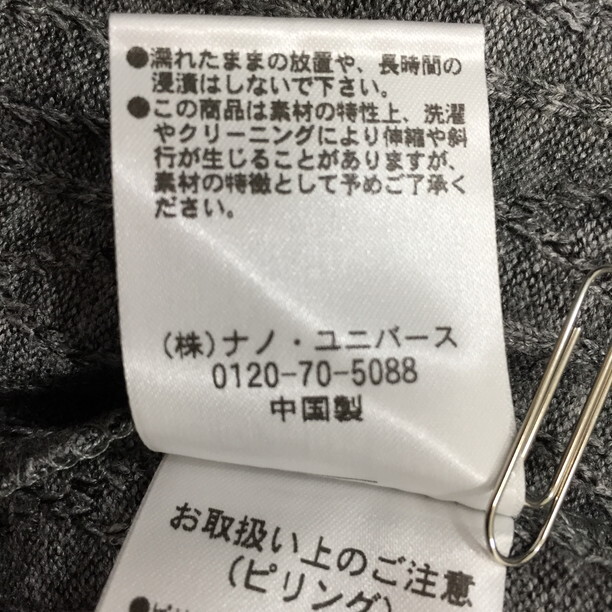 ●濡れたままの放置や、長時間の
浸漬はしないで下さい。
●この商品は素材の特性上、洗濯
やクリーニングにより伸縮や斜
行が生じることがありますが、
素材の特徴として予めご了承く
ださい。
(株)ナノ・ユニバース
0120-70-5088
中国製
お取扱い上のご注意
(ピリング)